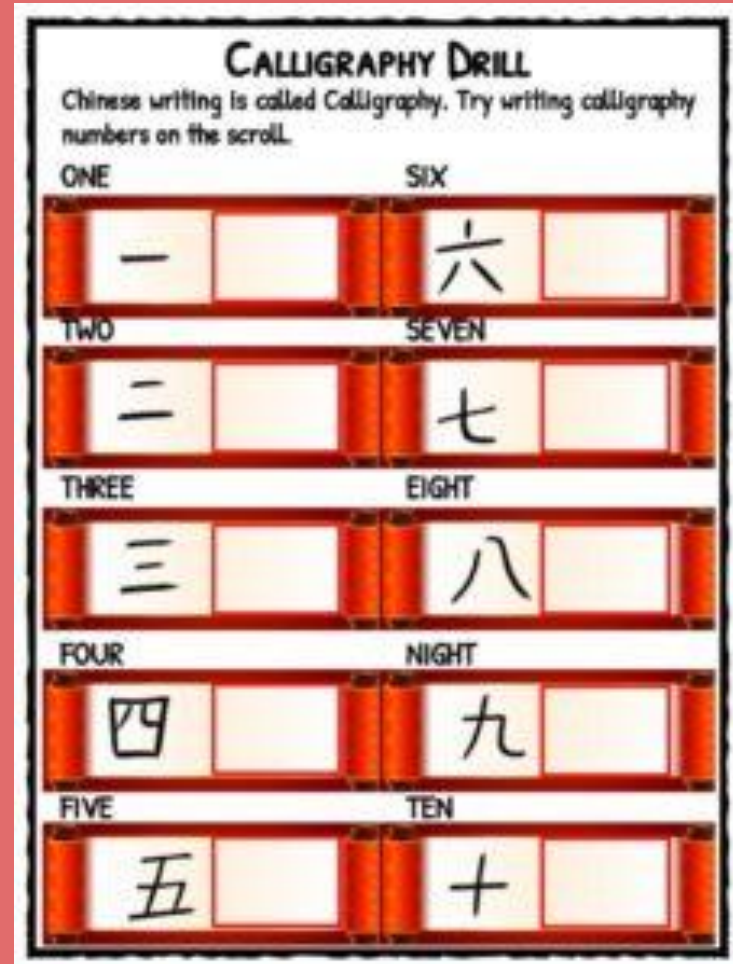 CALLIGRAPHY DRILL
Chinese writing is called Calligraphy. Try writing calligraphy
numbers on the scroll.
ONE SIX
一 六
TWO SEVEN
二 七
THREE EIGHT
三 八
FOUR NIGHT
四 九
FIVE TEN
五 十